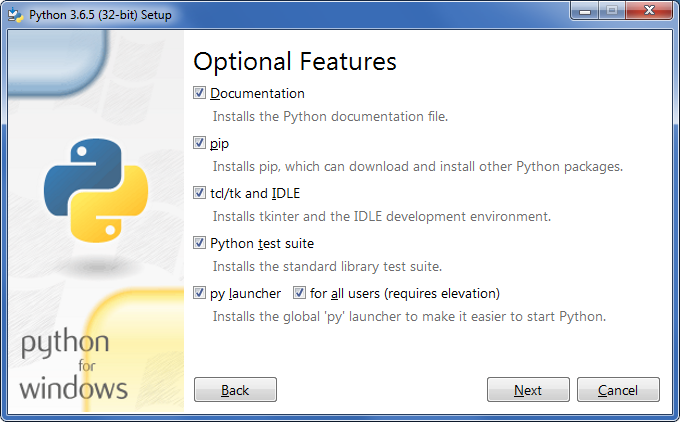 Python 3.6.5 (32-bit) Setup
Optional Features
Documentation
Installs the Python documentation file.
pip
Installs pip, which can download and install other Python packages.
tcl/tk and IDLE
Installs tkinter and the IDLE development environment.
Python test suite
Installs the standard library test suite.
py launcher for all users (requires elevation)
Installs the global 'py' launcher to make it easier to start Python.
python
for
windows
Back Next Cancel